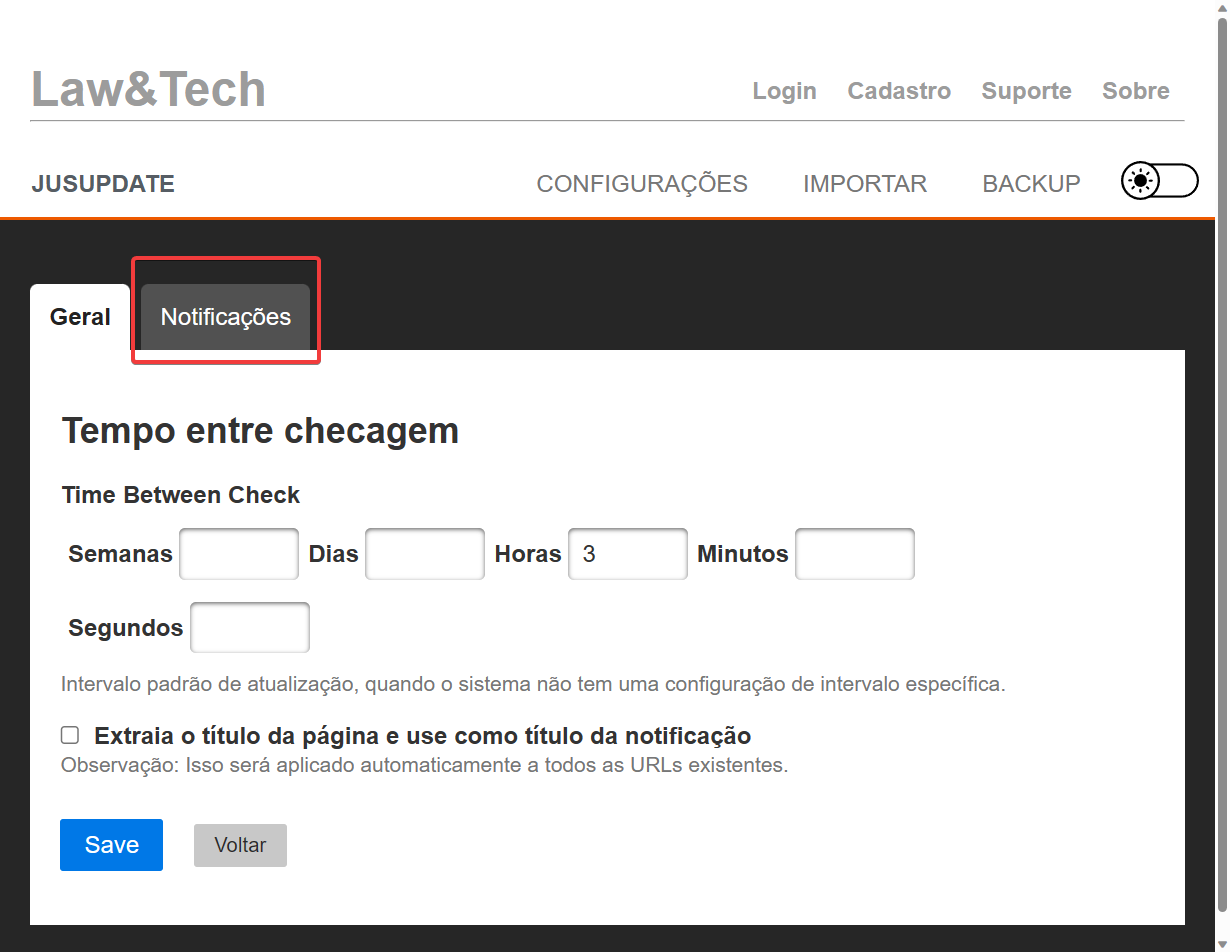 Law&Tech
Login Cadastro Suporte Sobre
JUSUPDATE CONFIGURAÇÕES IMPORTAR BACKUP
Geral Notificações
Tempo entre checagem
Time Between Check
Semanas Dias Horas 3 Minutos
Segundos
Intervalo padrão de atualização, quando o sistema não tem uma configuração de intervalo específica.
Extraia o título da página e use como título da notificação
Observação: Isso será aplicado automaticamente a todos as URLs existentes.
Save Voltar